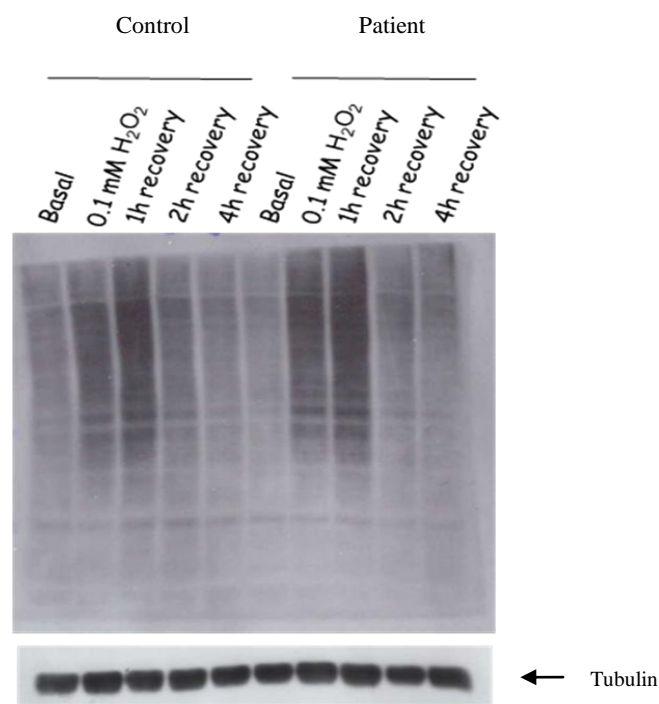 Control Patient
Basal
0.1 mM H₂O₂
1h recovery
2h recovery
4h recovery
Basal
0.1 mM H₂O₂
1h recovery
2h recovery
4h recovery
Tubulin